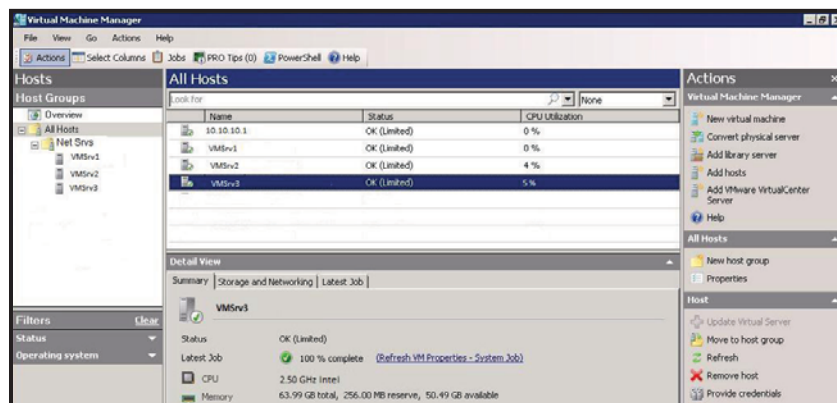 Virtual Machine Manager
File View Go Actions Help
Actions Select Columns Jobs PRO Tips (0) PowerShell Help
Hosts
Host Groups
Overview
All Hosts
Net Srvs
VMSrv1
VMSrv2
VMSrv3
Filters Clear
Status
Operating system
All Hosts
Look for None
Name Status CPU Utilization
10.10.10.1 OK (Limited) 0 %
VMSrv1 OK (Limited) 0 %
VMSrv2 OK (Limited) 4 %
VMSrv3 OK (Limited) 5 %
Detail View
Summary Storage and Networking Latest Job
VMSrv3
Status OK (Limited)
Latest Job 100 % complete (Refresh VM Properties - System Job)
CPU 2.50 GHz Intel
Memory 63.99 GB total, 256.00 MB reserve, 50.49 GB available
Actions
Virtual Machine Manager
New virtual machine
Convert physical server
Add library server
Add hosts
Add VMware VirtualCenter
Server
Help
All Hosts
New host group
Properties
Host
Update Virtual Server
Move to host group
Refresh
Remove host
Provide credentials